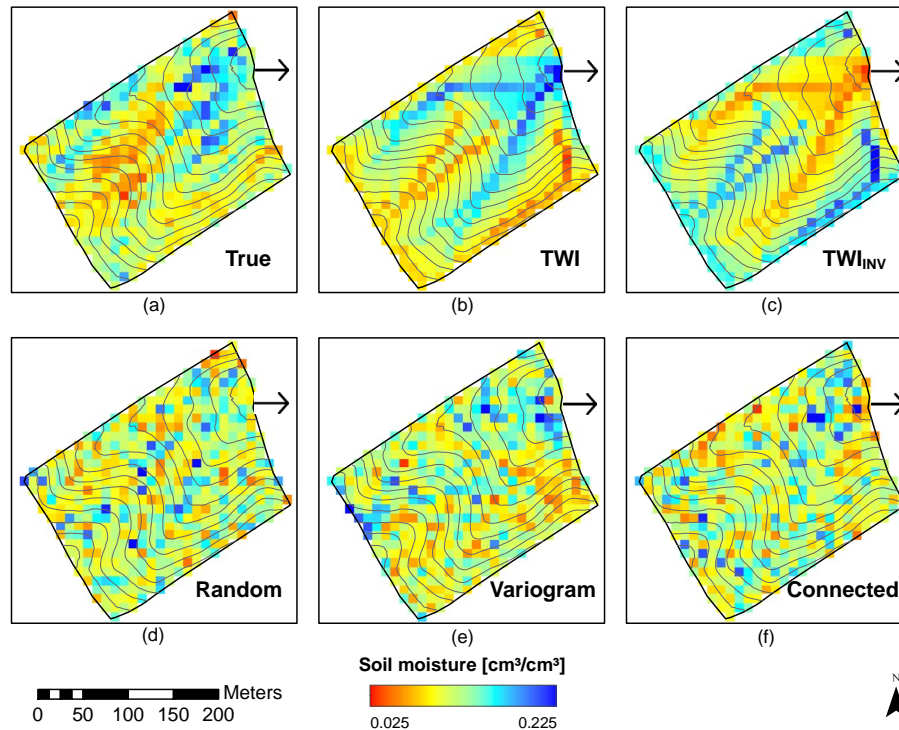 True
TWI
TWI_INV
(a)
(b)
(c)
Random
Variogram
Connected
(d)
(e)
(f)
Soil moisture [cm³/cm³]
0.025
0.225
Meters
0
50
100
150
200
N